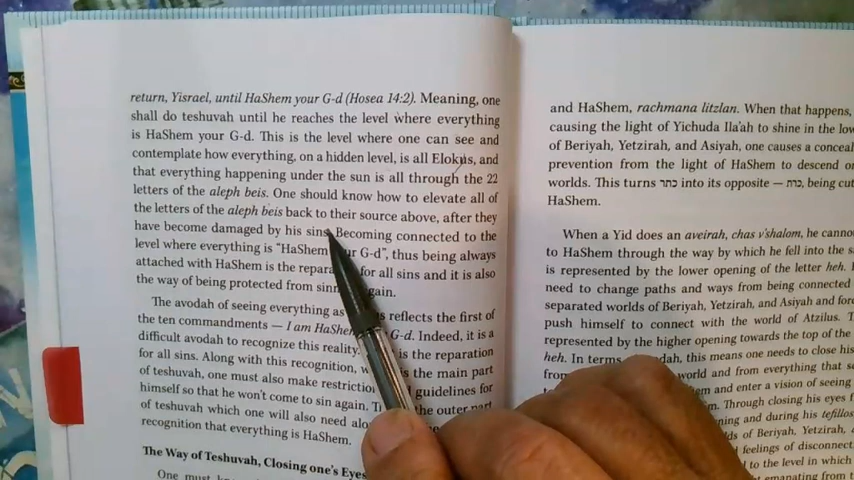 return, Yisrael, until HaShem your G-d (Hosea 14:2). Meaning, one
shall do teshuvah until he reaches the level where everything
is HaShem your G-d. This is the level where one can see and
contemplate how everything, on a hidden level, is all Elokus, and
that everything happening under the sun is all through the 22
letters of the aleph beis. One should know how to elevate all of
the letters of the aleph beis back to their source above, after they
have become damaged by his sins. Becoming connected to the
level where everything is "HaShem your G-d", thus being always
attached with HaShem is the for all sins and it is also
the way of being protected from again.
The avodah of seeing everything as reflects the first of
the ten commandments — I am HaShem G-d. Indeed, it is a
difficult avodah to recognize this reality. is the reparation
for all sins. Along with this recognition, is the main part
of teshuvah, one must also make guidelines for
himself so that he won't come to sin again. the outer part
of teshuvah which one will also need
recognition that everything is HaShem.
The Way of Teshuvah, Closing one's Eyes
One must
and HaShem, rachmana litzlan. When that happens,
causing the light of Yichuda Ila'ah to shine in the
of Beriyah, Yetzirah, and Asiyah, one causes a
prevention from the light of HaShem to descend
worlds. This turns כתר into its opposite — כרת, being
HaShem.
When a Yid does an aveirah, chas v'shalom, he cannot
to HaShem through the way by which he fell into the
is represented by the lower opening of the letter heh.
need to change paths and ways from being connected
separated worlds of Beriyah, Yetzirah, and Asiyah and
push himself to connect with the world of Atzilus.
represented by the higher opening towards the top of the
heh. In terms this means one needs to close his
and from everything
and enter a vision of seeing
Through closing his eyes
and during his
of Beriyah,
feelings of
to the level in which
emanating from